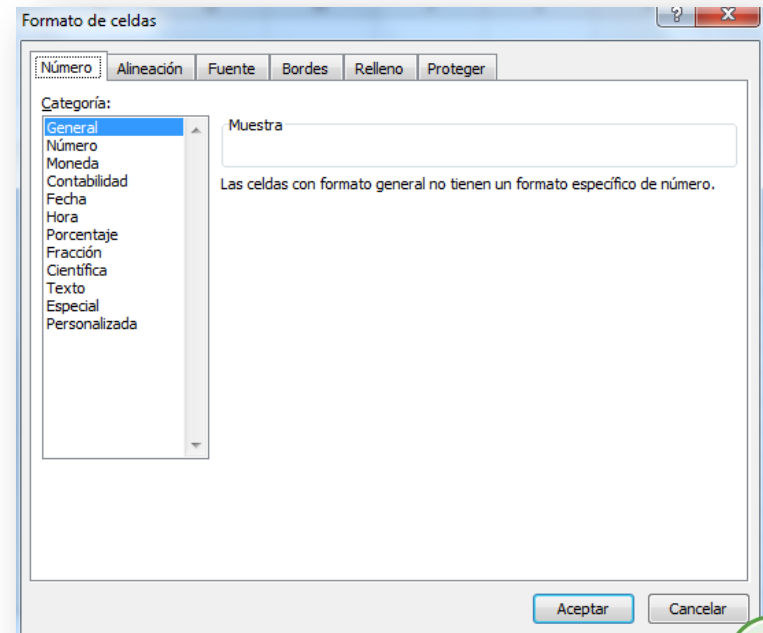 Formato de celdas
Número Alineación Fuente Bordes Relleno Proteger
Categoría:
General
Número
Moneda
Contabilidad
Fecha
Hora
Porcentaje
Fracción
Científica
Texto
Especial
Personalizada
Muestra
Las celdas con formato general no tienen un formato específico de número.
Aceptar Cancelar